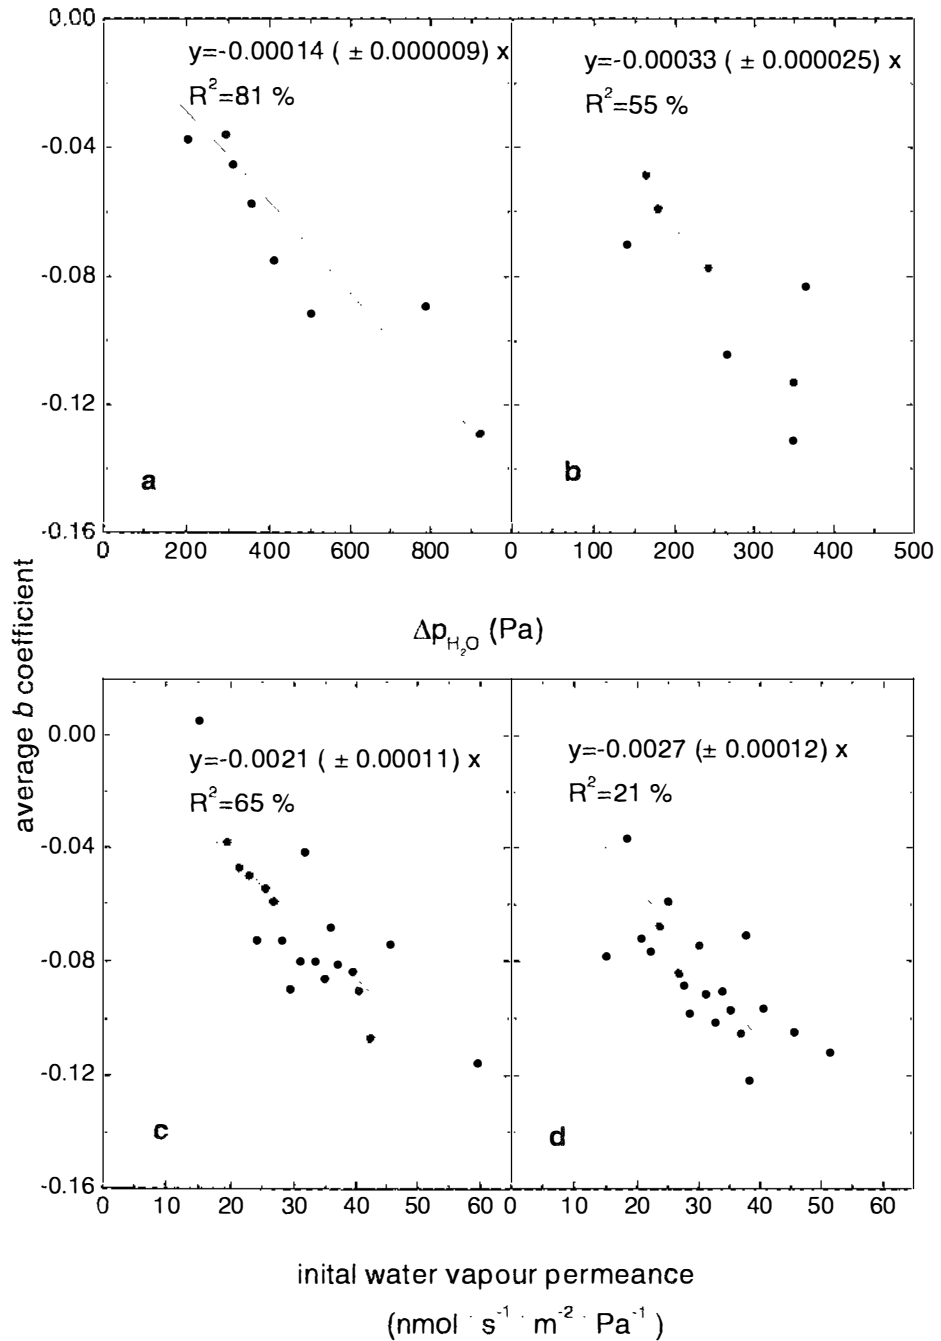 0.00
y=-0.00014 ( ± 0.000009) x
R²=81 %
y=-0.00033 ( ± 0.000025) x
R²=55 %
-0.04
-0.08
-0.12
a
b
-0.16
0 200 400 600 800 0 100 200 300 400 500
Δp_H₂O (Pa)
average b coefficient
0.00
y=-0.0021 ( ± 0.00011) x
R²=65 %
y=-0.0027 (± 0.00012) x
R²=21 %
-0.04
-0.08
-0.12
c
d
-0.16
0 10 20 30 40 50 60 0 10 20 30 40 50 60
inital water vapour permeance
(nmol · s⁻¹ · m⁻² · Pa⁻¹ )